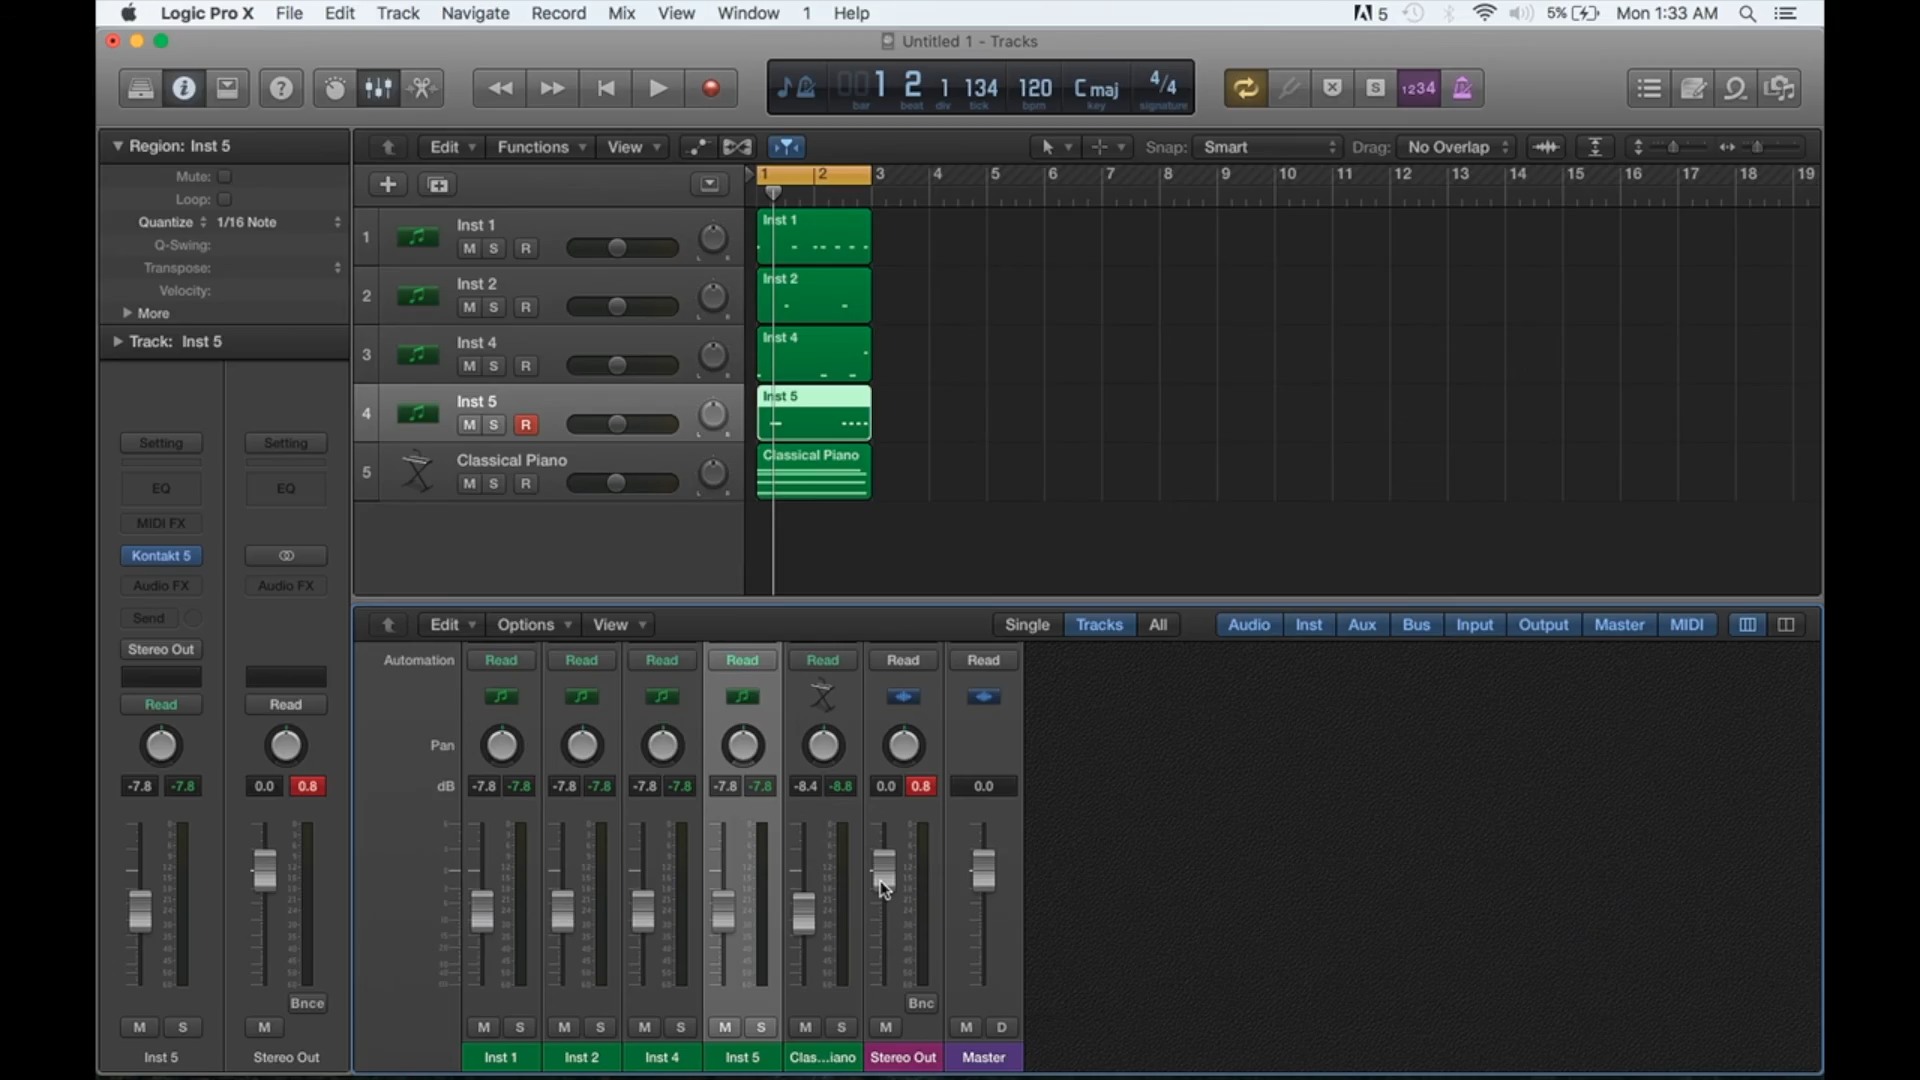 Logic Pro X File Edit Track Navigate Record Mix View Window 1 Help 5 5% Mon 1:33 AM
Untitled 1 - Tracks
1 2 1 134 120 C maj 4/4
bar beat div tick bpm key signature
S 1234
Region: Inst 5
Edit Functions View Snap: Smart Drag: No Overlap
Mute:
1 2 3 4 5 6 7 8 9 10 11 12 13 14 15 16 17 18 19
Loop:
Quantize 1/16 Note
Q-Swing:
Transpose:
Velocity:
More
Track: Inst 5
1 Inst 1
M S R
Inst 1
2 Inst 2
M S R
Inst 2
3 Inst 4
M S R
Inst 4
4 Inst 5
M S R
Inst 5
5 Classical Piano
M S R
Classical Piano
Setting Setting
EQ EQ
MIDI FX
Kontakt 5
Audio FX Audio FX
Send
Stereo Out
Read Read
-7.8 -7.8 0.0 0.8
Bnce
M S M
Inst 5 Stereo Out
Edit Options View Single Tracks All Audio Inst Aux Bus Input Output Master MIDI
Automation Read Read Read Read Read Read Read
Pan
dB -7.8 -7.8 -7.8 -7.8 -7.8 -7.8 -7.8 -7.8 -8.4 -8.8 0.0 0.8 0.0
Bnc
M S M S M S M S M S M M D
Inst 1 Inst 2 Inst 4 Inst 5 Clas...iano Stereo Out Master